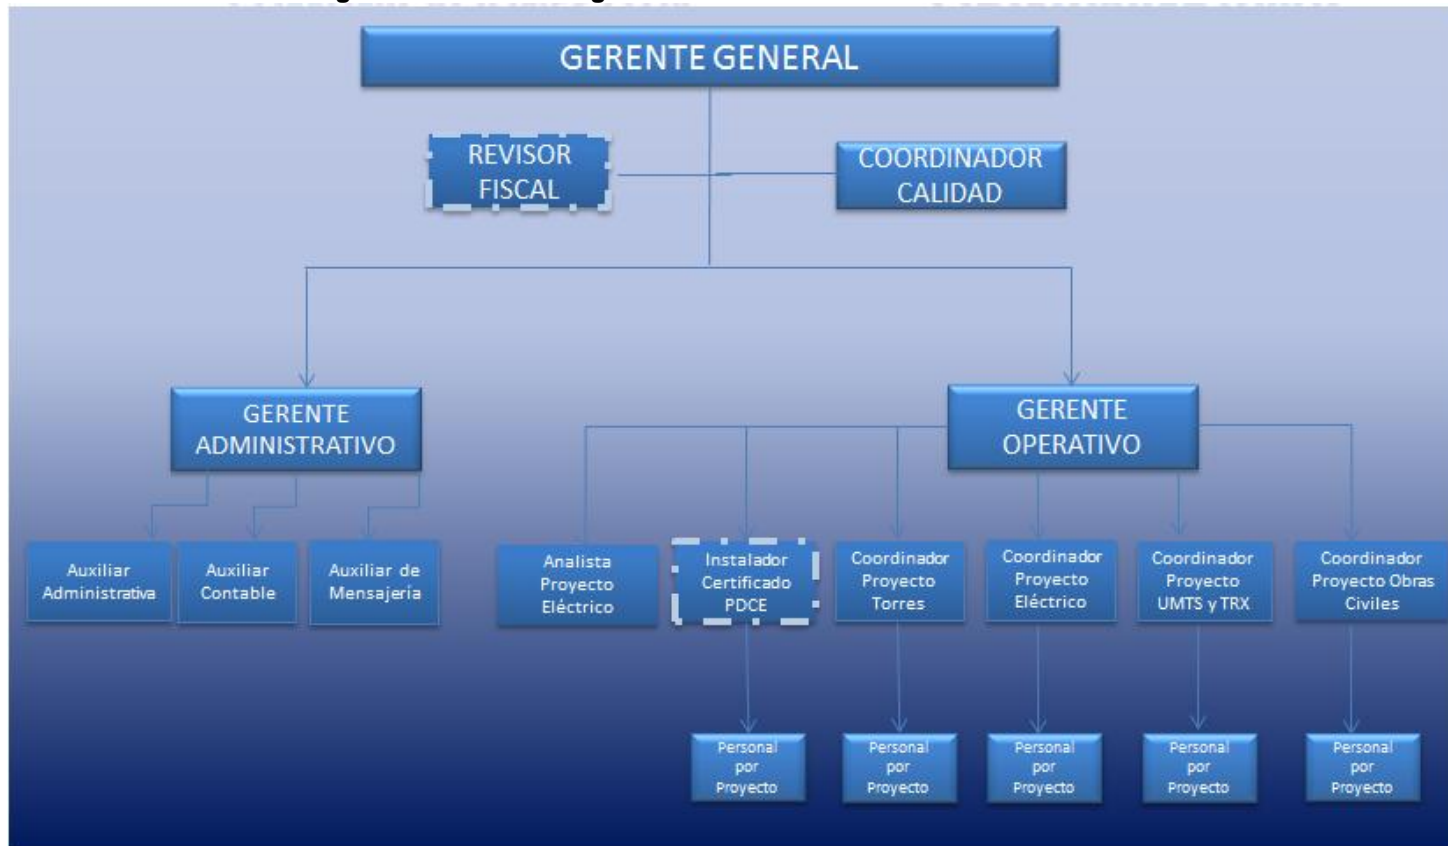 GERENTE GENERAL
REVISOR
FISCAL
COORDINADOR
CALIDAD
GERENTE
ADMINISTRATIVO
GERENTE
OPERATIVO
Auxiliar
Administrativa
Auxiliar
Contable
Auxiliar de
Mensajería
Analista
Proyecto
Eléctrico
Instalador
Certificado
PDCE
Coordinador
Proyecto
Torres
Coordinador
Proyecto
Eléctrico
Coordinador
Proyecto
UMTS y TRX
Coordinador
Proyecto Obras
Civiles
Personal
por
Proyecto
Personal
por
Proyecto
Personal
por
Proyecto
Personal
por
Proyecto
Personal
por
Proyecto